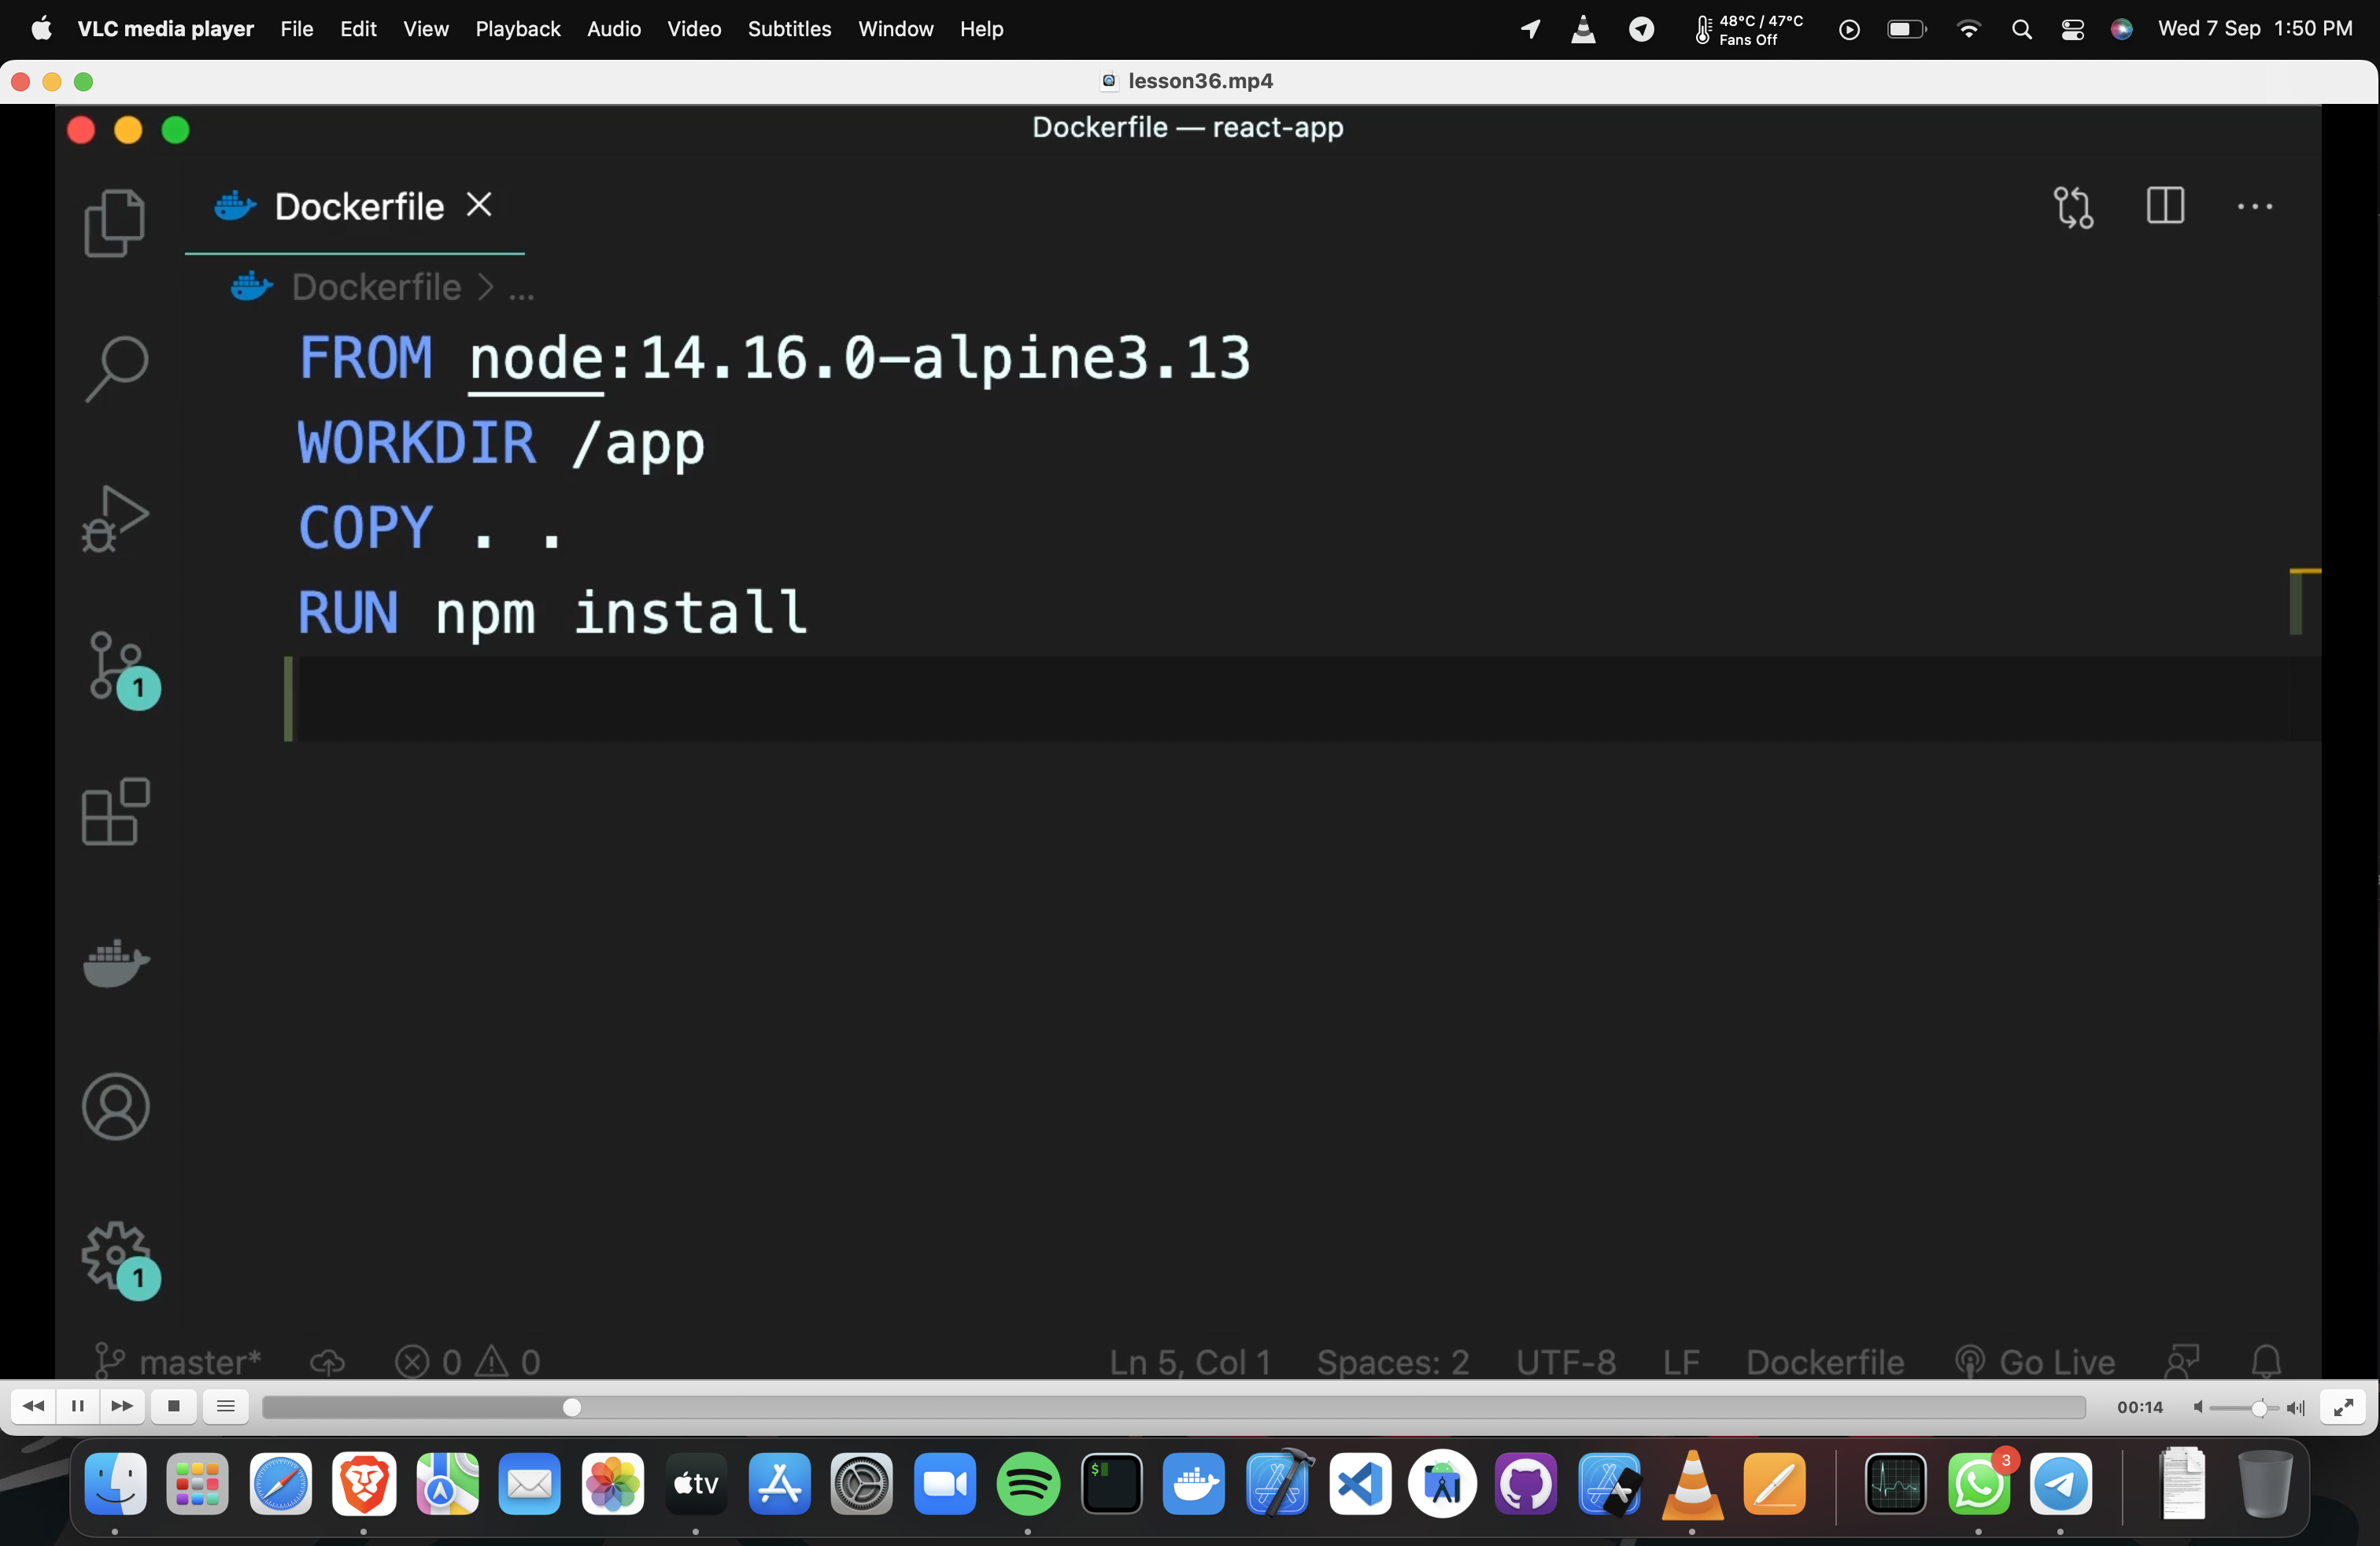 VLC media player File Edit View Playback Audio Video Subtitles Window Help 48°C / 47°C Wed 7 Sep 1:50 PM
Fans Off
lesson36.mp4
Dockerfile — react-app
Dockerfile
Dockerfile > ...
FROM node:14.16.0-alpine3.13
WORKDIR /app
COPY . .
RUN npm install
1
1
master* 0 0 Ln 5, Col 1 Spaces: 2 UTF-8 LF Dockerfile Go Live
00:14
tv $ 3